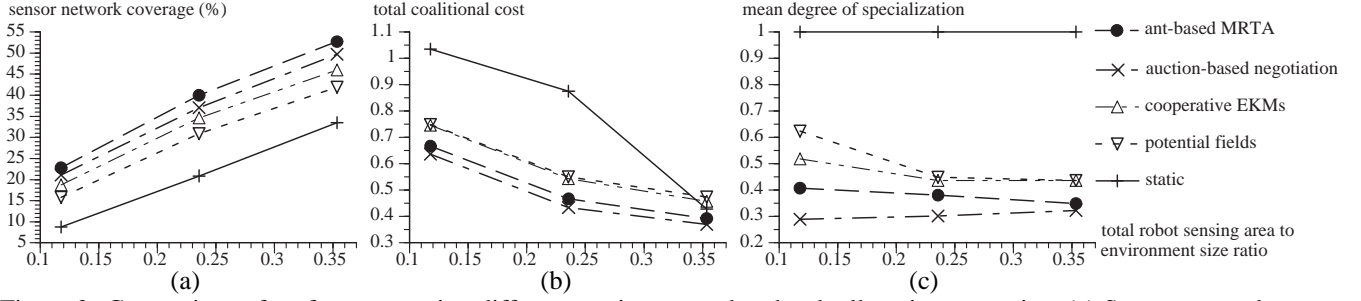 sensor network coverage (%)
55
50
45
40
35
30
25
20
15
10
5
0.1 0.15 0.2 0.25 0.3 0.35
(a)
total coalitional cost
1.1
1
0.9
0.8
0.7
0.6
0.5
0.4
0.3
0.1 0.15 0.2 0.25 0.3 0.35
(b)
mean degree of specialization
1
0.9
0.8
0.7
0.6
0.5
0.4
0.3
0.2
0.1 0.15 0.2 0.25 0.3 0.35
(c)
ant-based MRTA
auction-based negotiation
cooperative EKMs
potential fields
static
total robot sensing area to
environment size ratio